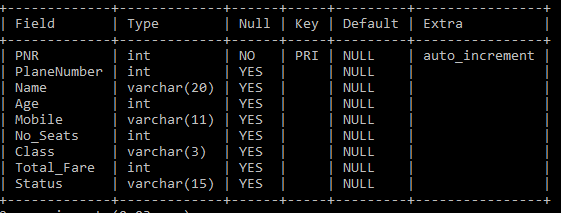 +-------------+-------------+------+-----+---------+----------------+
| Field | Type | Null | Key | Default | Extra |
+-------------+-------------+------+-----+---------+----------------+
| PNR | int | NO | PRI | NULL | auto_increment |
| PlaneNumber | int | YES | | NULL | |
| Name | varchar(20) | YES | | NULL | |
| Age | int | YES | | NULL | |
| Mobile | varchar(11) | YES | | NULL | |
| No_Seats | int | YES | | NULL | |
| Class | varchar(3) | YES | | NULL | |
| Total_Fare | int | YES | | NULL | |
| Status | varchar(15) | YES | | NULL | |
+-------------+-------------+------+-----+---------+----------------+